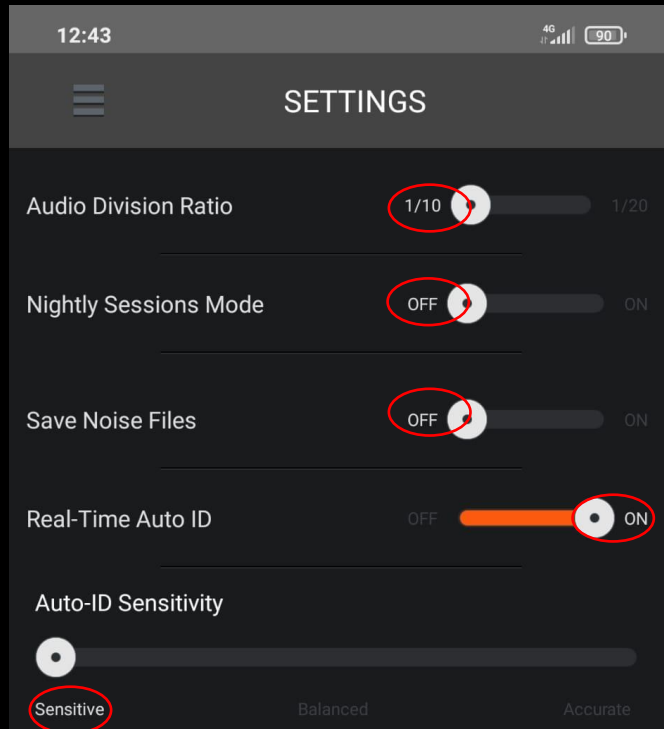 12:43 4G 90
SETTINGS
Audio Division Ratio 1/10 1/20
Nightly Sessions Mode OFF ON
Save Noise Files OFF ON
Real-Time Auto ID OFF ON
Auto-ID Sensitivity
Sensitive Balanced Accurate